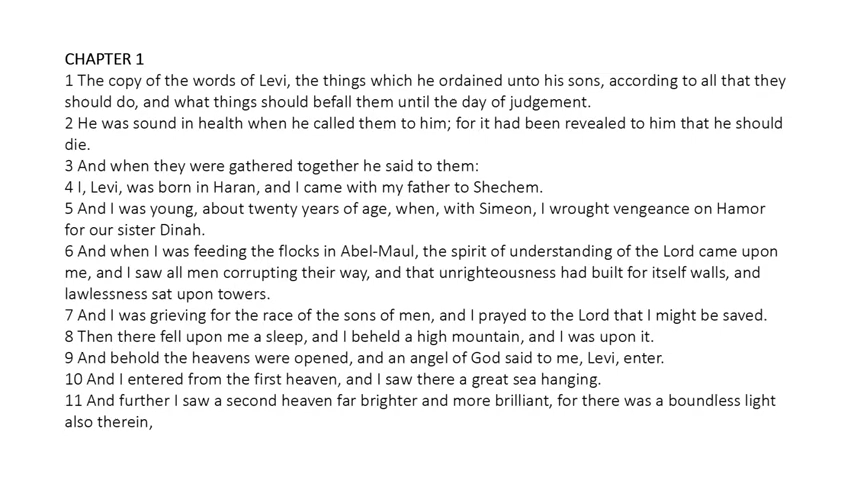 CHAPTER 1
1 The copy of the words of Levi, the things which he ordained unto his sons, according to all that they
should do, and what things should befall them until the day of judgement.
2 He was sound in health when he called them to him; for it had been revealed to him that he should
die.
3 And when they were gathered together he said to them:
4 I, Levi, was born in Haran, and I came with my father to Shechem.
5 And I was young, about twenty years of age, when, with Simeon, I wrought vengeance on Hamor
for our sister Dinah.
6 And when I was feeding the flocks in Abel-Maul, the spirit of understanding of the Lord came upon
me, and I saw all men corrupting their way, and that unrighteousness had built for itself walls, and
lawlessness sat upon towers.
7 And I was grieving for the race of the sons of men, and I prayed to the Lord that I might be saved.
8 Then there fell upon me a sleep, and I beheld a high mountain, and I was upon it.
9 And behold the heavens were opened, and an angel of God said to me, Levi, enter.
10 And I entered from the first heaven, and I saw there a great sea hanging.
11 And further I saw a second heaven far brighter and more brilliant, for there was a boundless light
also therein,